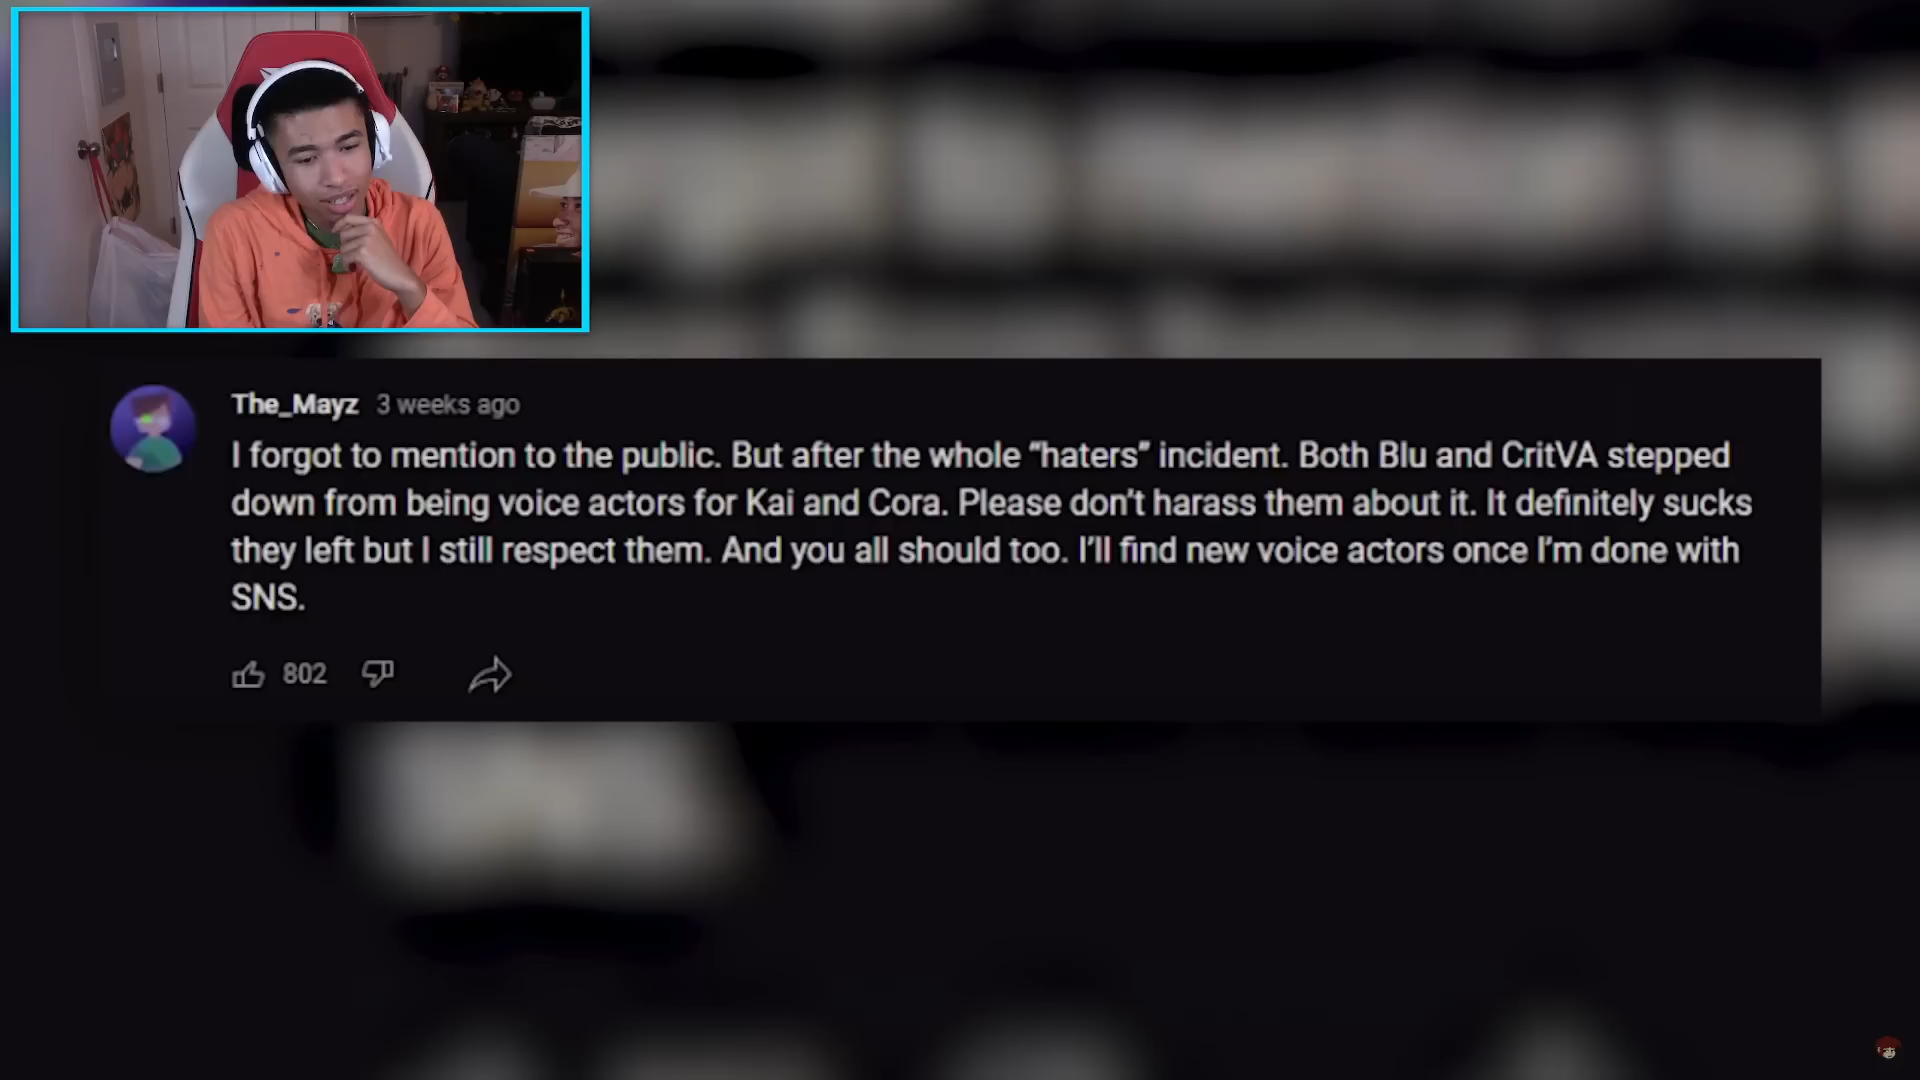 The_Mayz 3 weeks ago
I forgot to mention to the public. But after the whole “haters” incident. Both Blu and CritVA stepped
down from being voice actors for Kai and Cora. Please don’t harass them about it. It definitely sucks
they left but I still respect them. And you all should too. I’ll find new voice actors once I’m done with
SNS.
802